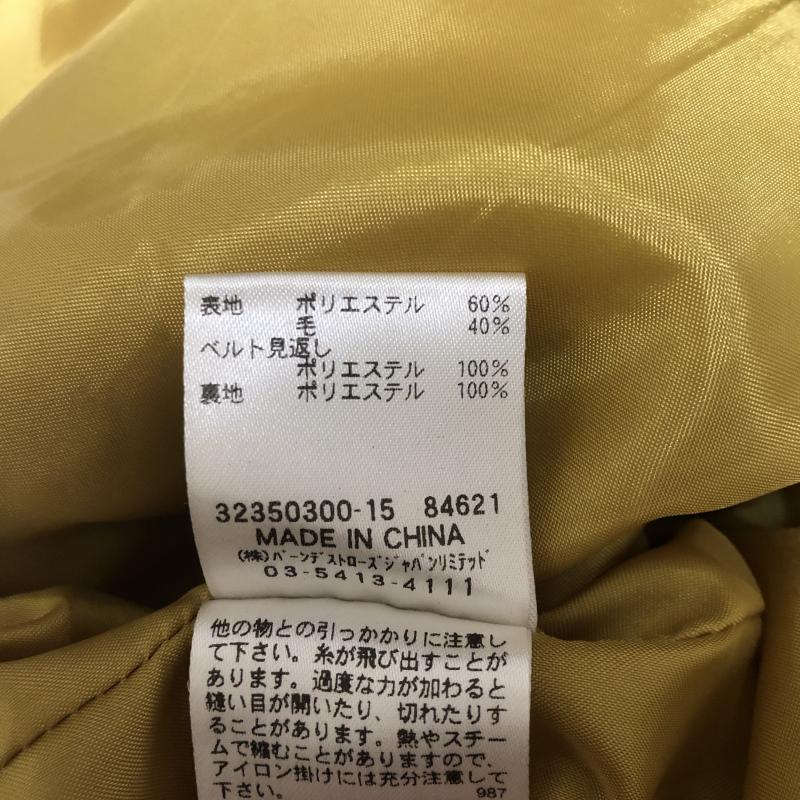 表地 ポリエステル 60%
毛 40%
ベルト見返し
ポリエステル 100%
裏地 ポリエステル 100%
32350300-15 84621
MADE IN CHINA
(株)バーンデストローズジャパンリミテッド
03-5413-4111
他の物との引っかかりに注意し
て下さい。糸が飛び出すことが
あります。過度な力が加わると
縫い目が開いたり、切れたりす
ることがあります。熱やスチー
ムで縮むことがありますので、
アイロン掛けには充分注意して
下さい。 987